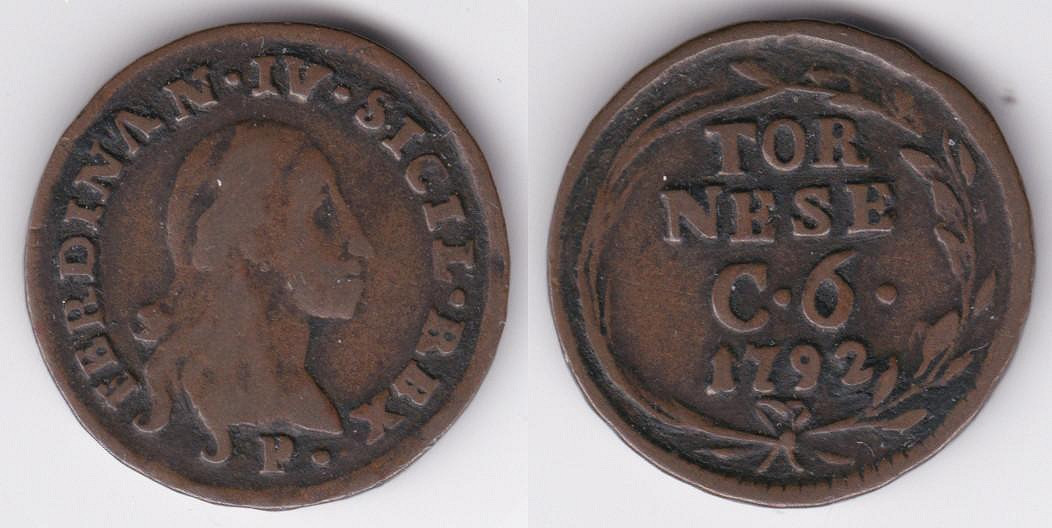 FERDINAN·IV·SICIL·REX
P·
TOR
NESE
C·6·
1792